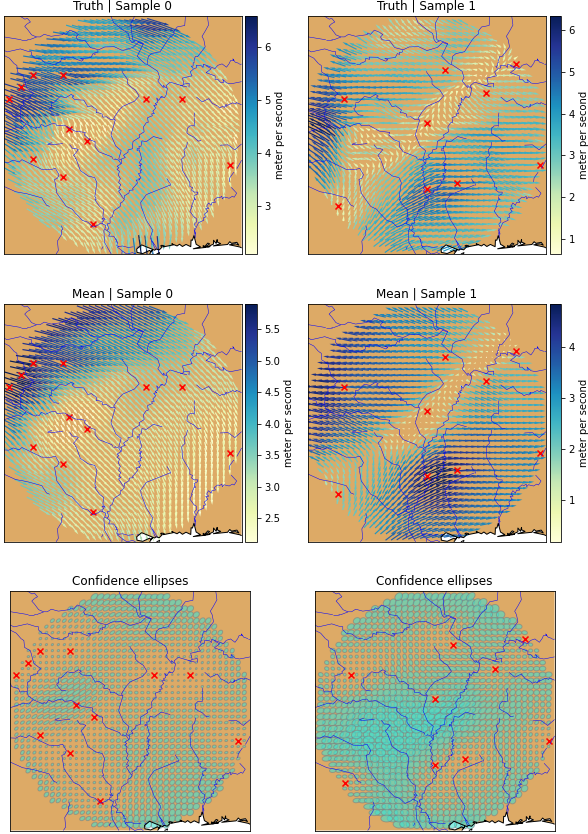 Truth | Sample 0
Truth | Sample 1
6
5
4
3
meter per second
6
5
4
3
2
1
meter per second
Mean | Sample 0
Mean | Sample 1
5.5
5.0
4.5
4.0
3.5
3.0
2.5
meter per second
4
3
2
1
meter per second
Confidence ellipses
Confidence ellipses